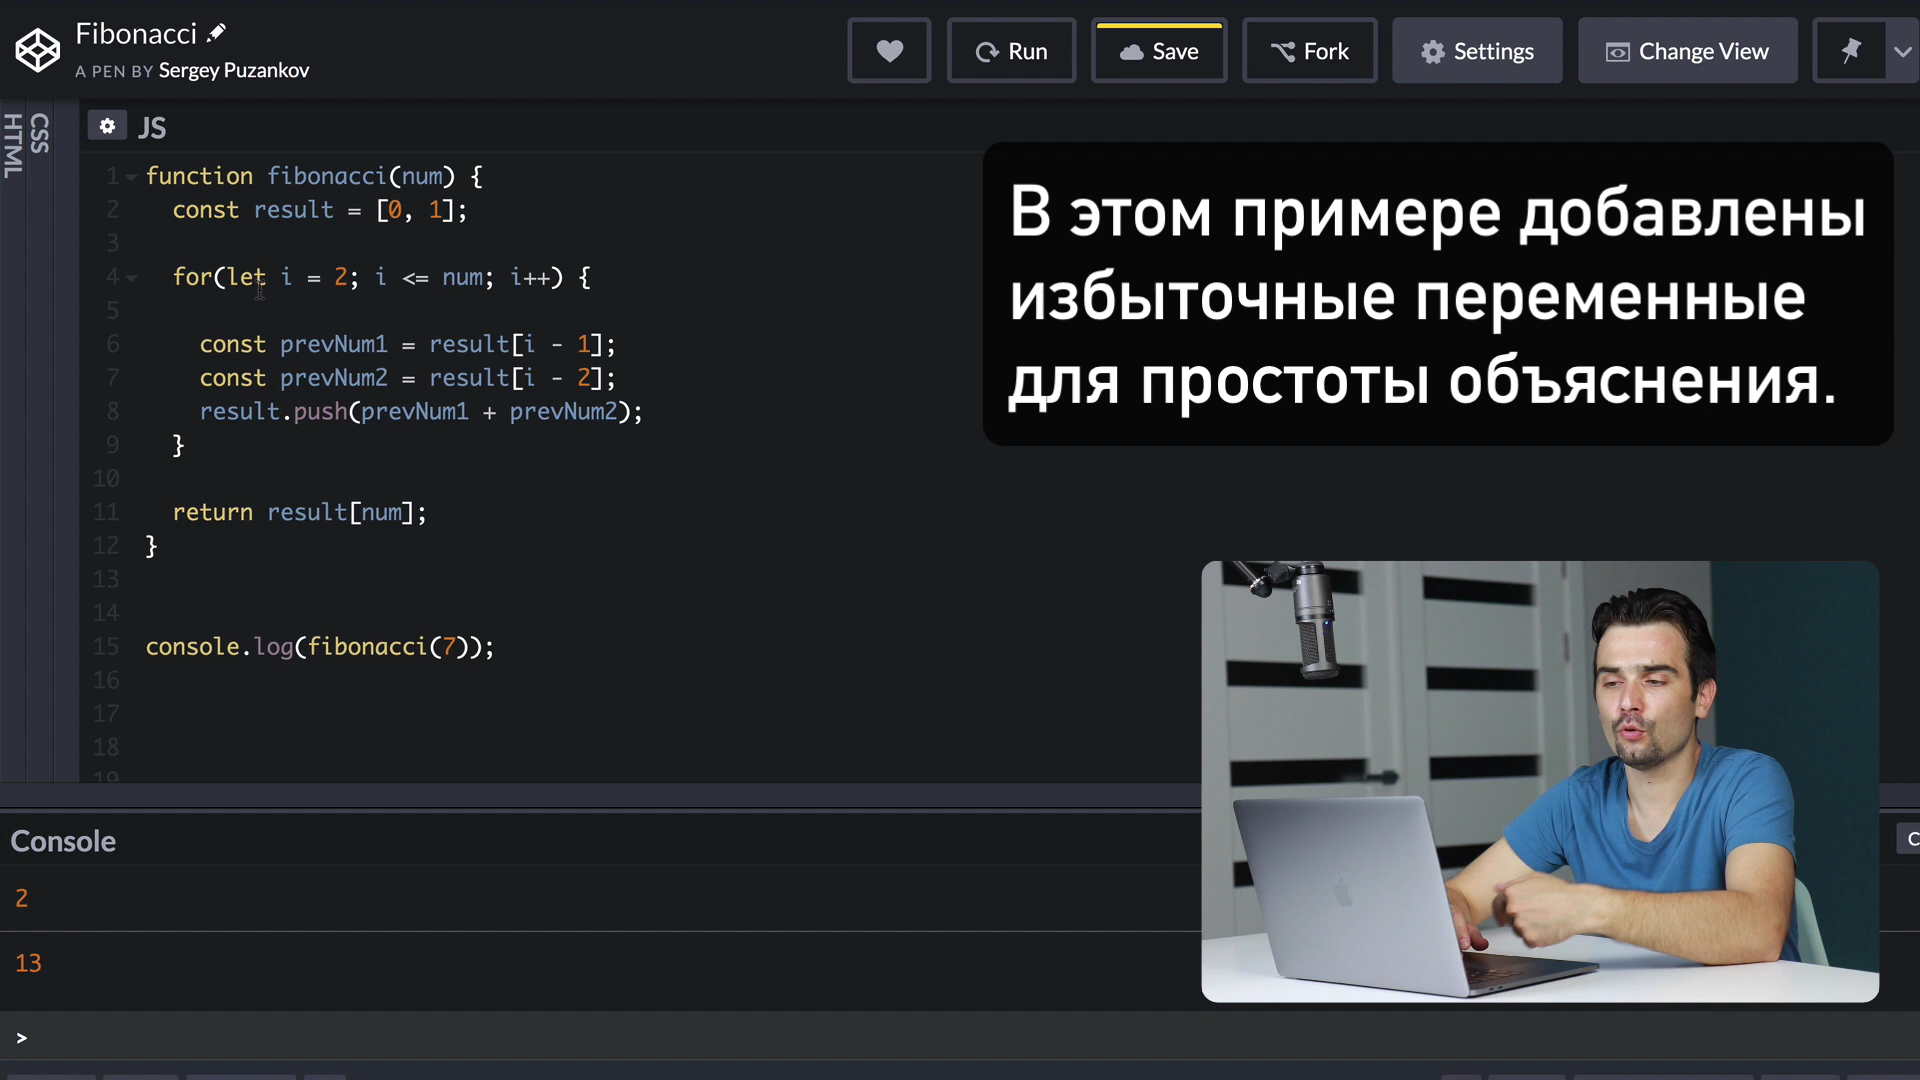 Fibonacci
A PEN BY Sergey Puzankov
Run
Save
Fork
Settings
Change View
HTML
CSS
JS
1 function fibonacci(num) {
2 const result = [0, 1];
3
4 for(let i = 2; i <= num; i++) {
5
6 const prevNum1 = result[i - 1];
7 const prevNum2 = result[i - 2];
8 result.push(prevNum1 + prevNum2);
9 }
10
11 return result[num];
12 }
13
14
15 console.log(fibonacci(7));
16
17
18
19
В этом примере добавлены
избыточные переменные
для простоты объяснения.
Console
C
2
13
>